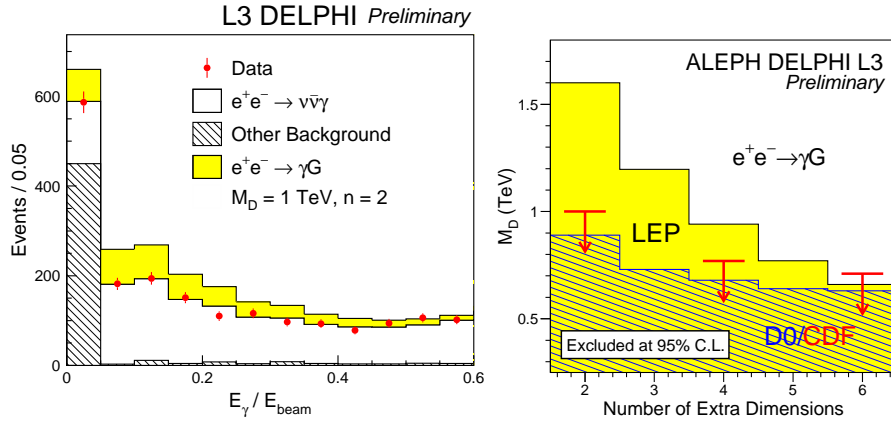 L3 DELPHI Preliminary
Data
e⁺e⁻ → νν̄γ
Other Background
e⁺e⁻ → γG
M_D = 1 TeV, n = 2
Events / 0.05
600
400
200
0
0 0.2 0.4 0.6
E_γ / E_beam
ALEPH DELPHI L3
Preliminary
e⁺e⁻→γG
LEP
D0/CDF
Excluded at 95% C.L.
M_D (TeV)
1.5
1
0.5
2 3 4 5 6
Number of Extra Dimensions